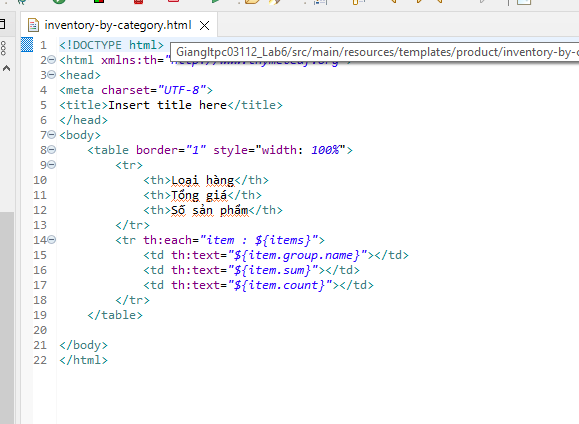 inventory-by-category.html
1 <!DOCTYPE html>
Giangltpc03112_Lab6/src/main/resources/templates/product/inventory-by-c
2 <html xmlns:th="
3 <head>
4 <meta charset="UTF-8">
5 <title>Insert title here</title>
6 </head>
7 <body>
8 <table border="1" style="width: 100%">
9 <tr>
10 <th>Loại hàng</th>
11 <th>Tổng giá</th>
12 <th>Số sản phẩm</th>
13 </tr>
14 <tr th:each="item : ${items}">
15 <td th:text="${item.group.name}"></td>
16 <td th:text="${item.sum}"></td>
17 <td th:text="${item.count}"></td>
18 </tr>
19 </table>
20
21 </body>
22 </html>